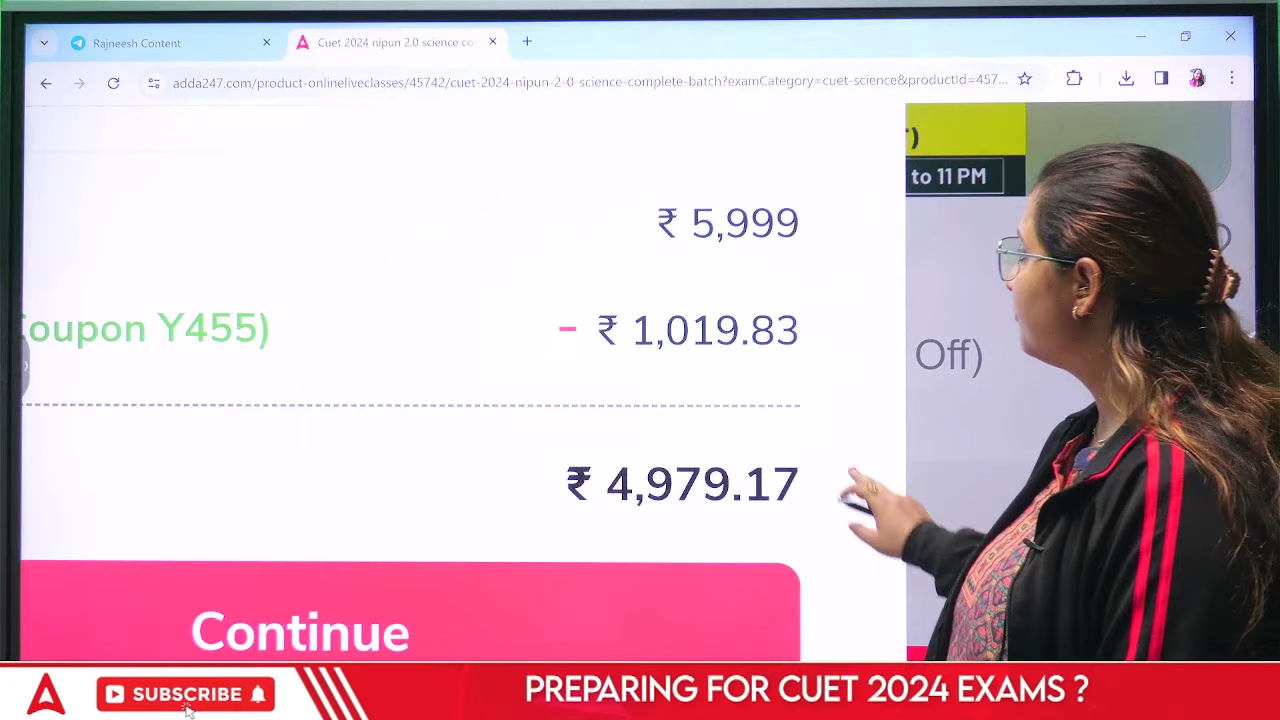 Rajneesh Content
Cuet 2024 nipun 2.0 science co
adda247.com/product-onlineliveclasses/45742/cuet-2024-nipun-2-0-science-complete-batch?examCategory=cuet-science&productId=457...
)
to 11 PM
₹ 5,999
oupon Y455)
- ₹ 1,019.83
Off)
₹ 4,979.17
Continue
SUBSCRIBE
PREPARING FOR CUET 2024 EXAMS ?